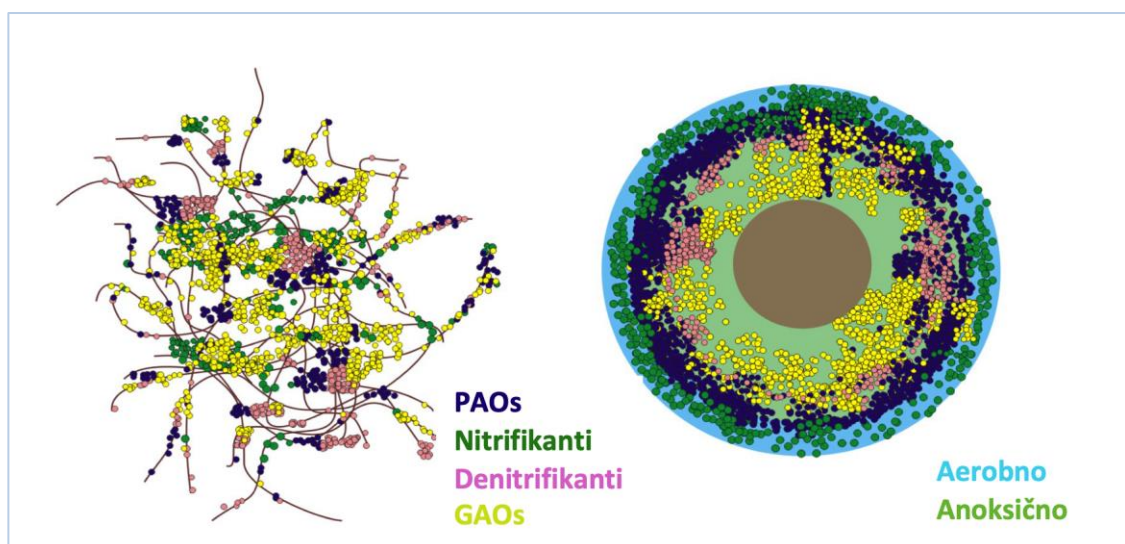 PAOs
Nitrifikanti
Denitrifikanti
GAOs
Aerobno
Anoksično